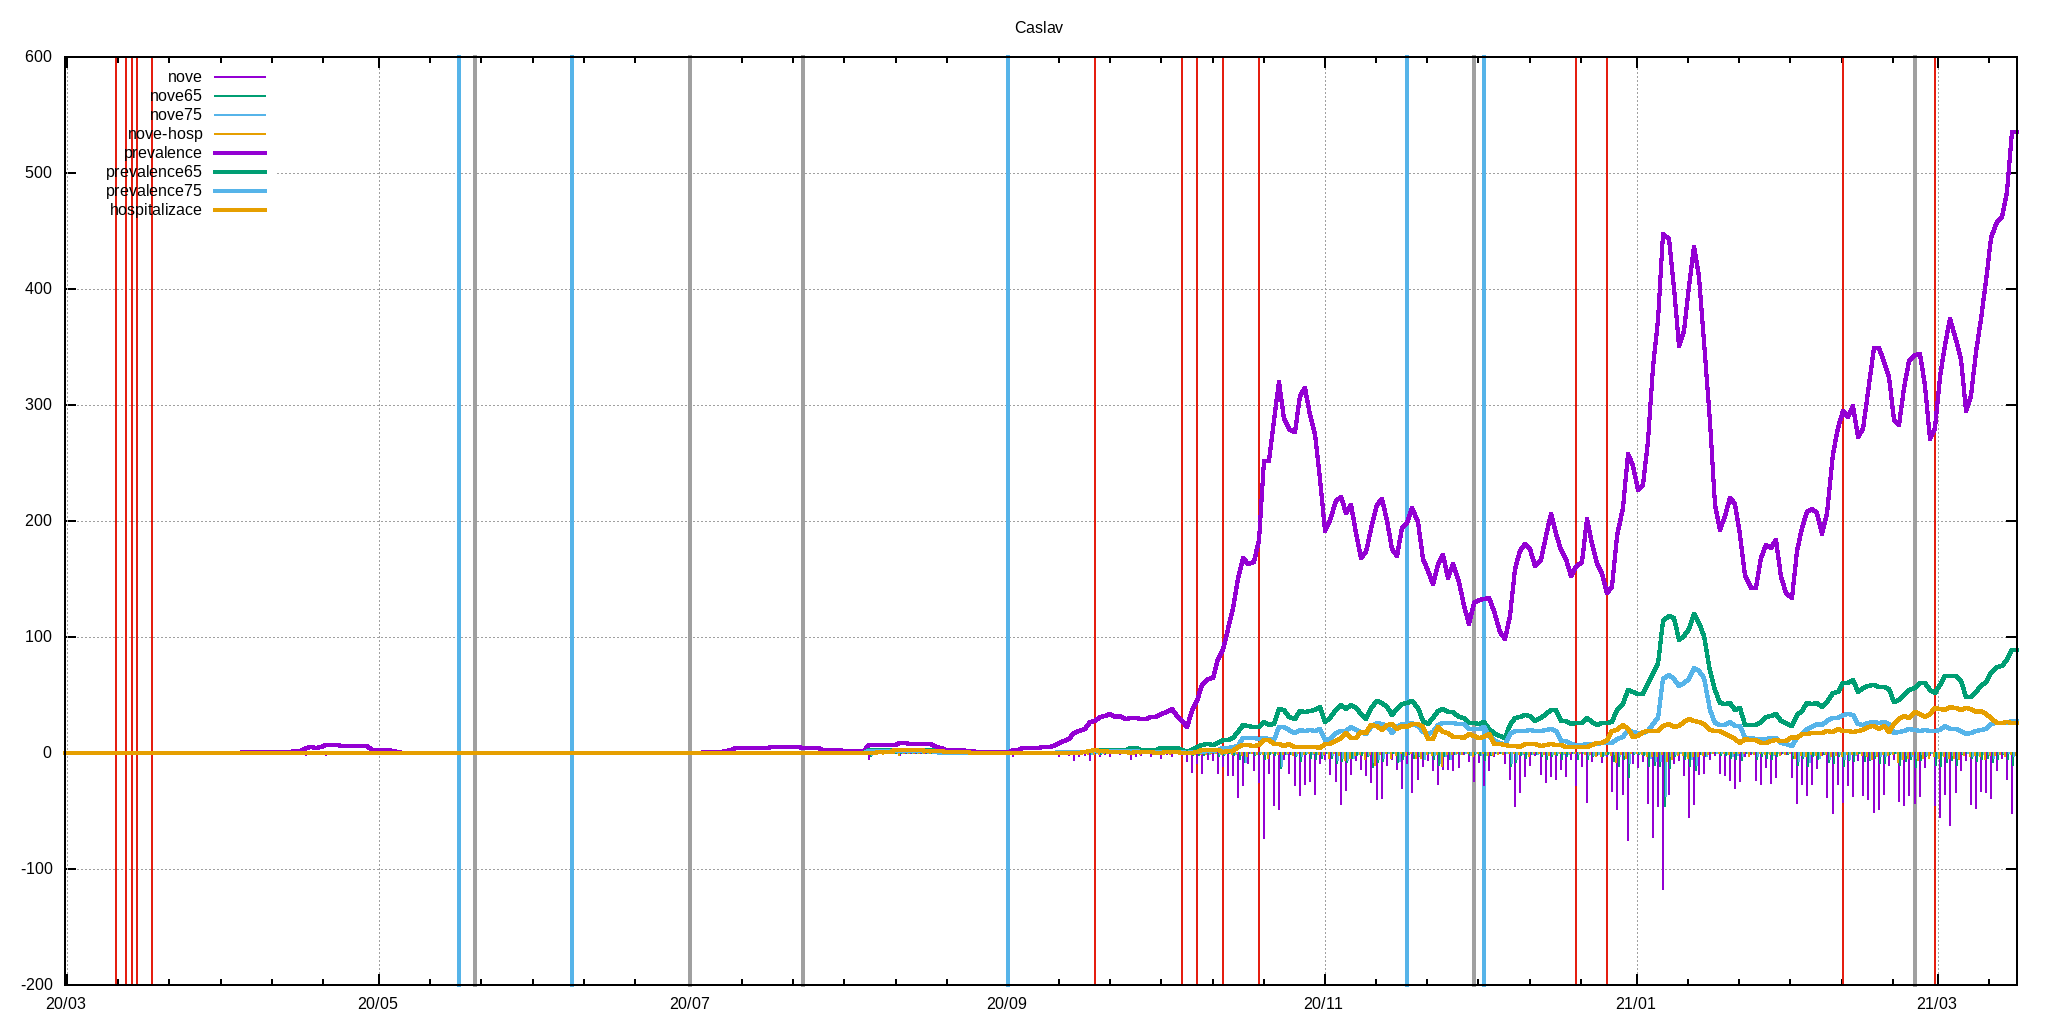 Caslav
600
nove
nove65
nove75
nove-hosp
prevalence
prevalence65
prevalence75
hospitalizace
500
400
300
200
100
0
-100
-200
20/03 20/05 20/07 20/09 20/11 21/01 21/03